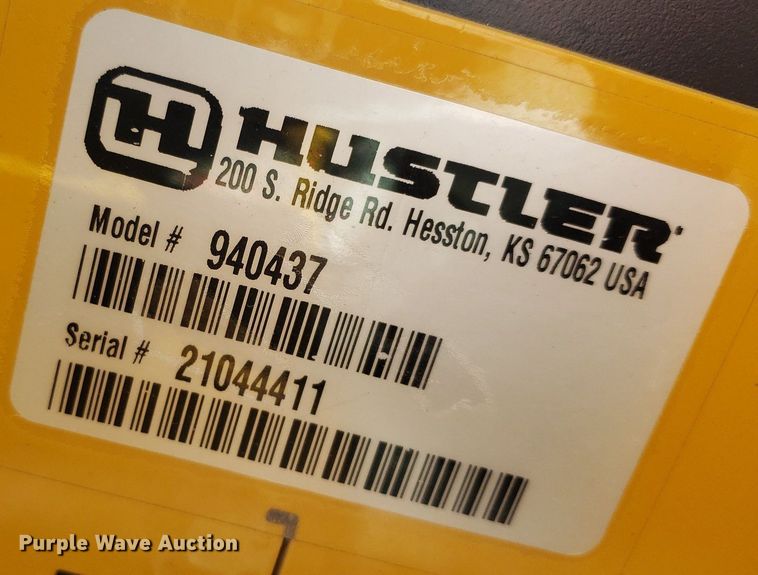 H HUSTLER
200 S. Ridge Rd. Hesston, KS 67062 USA
Model # 940437
Serial # 21044411
Purple Wave Auction